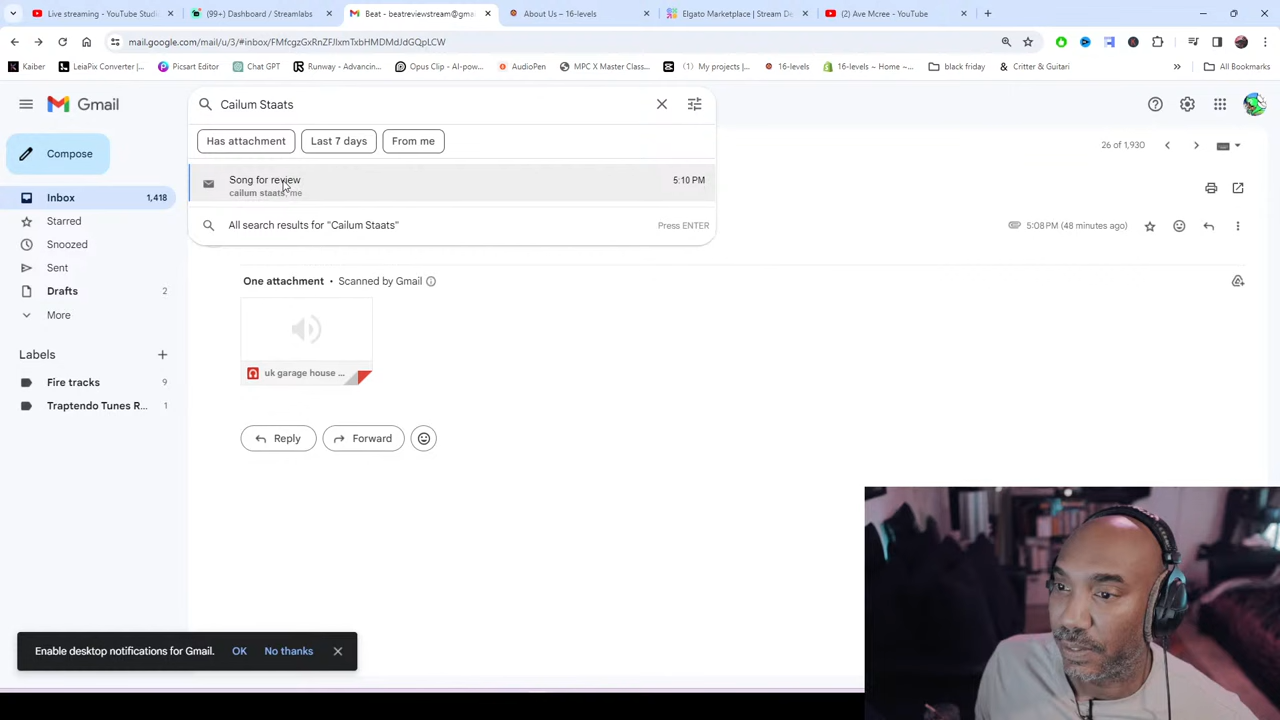 Live streaming - YouTube Studi
(99+) Dashboard / Streamlabs
Beat - beatreviewstream@gma
About Us – 16-levels
Elgato Marketplace | Stream De
(2) Ave Mcree - YouTube
mail.google.com/mail/u/3/#inbox/FMfcgzGxRnZFJlxmTxbHMDMdJdGQpLCW
Kaiber
LeiaPix Converter |...
Picsart Editor
Chat GPT
Runway - Advancin...
Opus Clip - AI-pow...
AudioPen
MPC X Master Class...
(1) My projects |...
16-levels
16-levels ~ Home ~...
black friday
Critter & Guitari
All Bookmarks
Gmail
Cailum Staats
Has attachment
Last 7 days
From me
26 of 1,930
Compose
Song for review
cailum staats, me
5:10 PM
Inbox
1,418
Starred
All search results for "Cailum Staats"
Press ENTER
5:08 PM (48 minutes ago)
Snoozed
Sent
One attachment • Scanned by Gmail
Drafts
2
More
Labels
uk garage house ...
Fire tracks
9
Traptendo Tunes R...
1
Reply
Forward
Enable desktop notifications for Gmail.
OK
No thanks